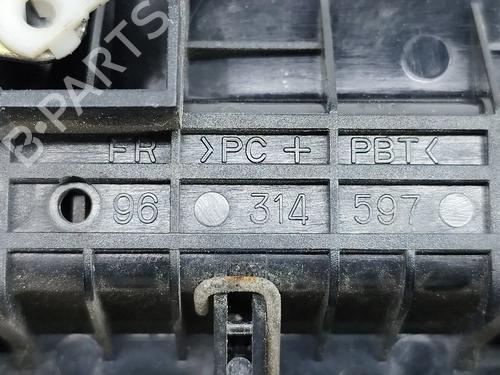 B-PARTS
FR >PC + PBT<
96 314 597